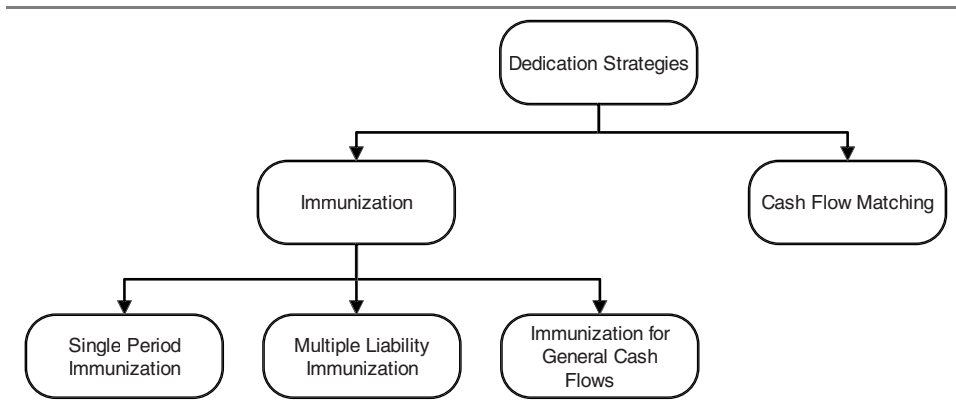 Dedication Strategies
Immunization
Cash Flow Matching
Single Period
Immunization
Multiple Liability
Immunization
Immunization for
General Cash
Flows